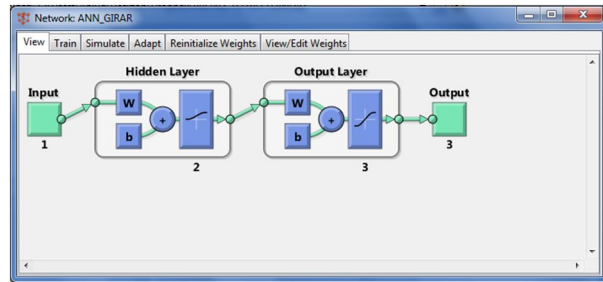 Network: ANN_GIRAR
View Train Simulate Adapt Reinitialize Weights View/Edit Weights
Hidden Layer Output Layer
Input Output
W W
+ +
b b
1 3
2 3